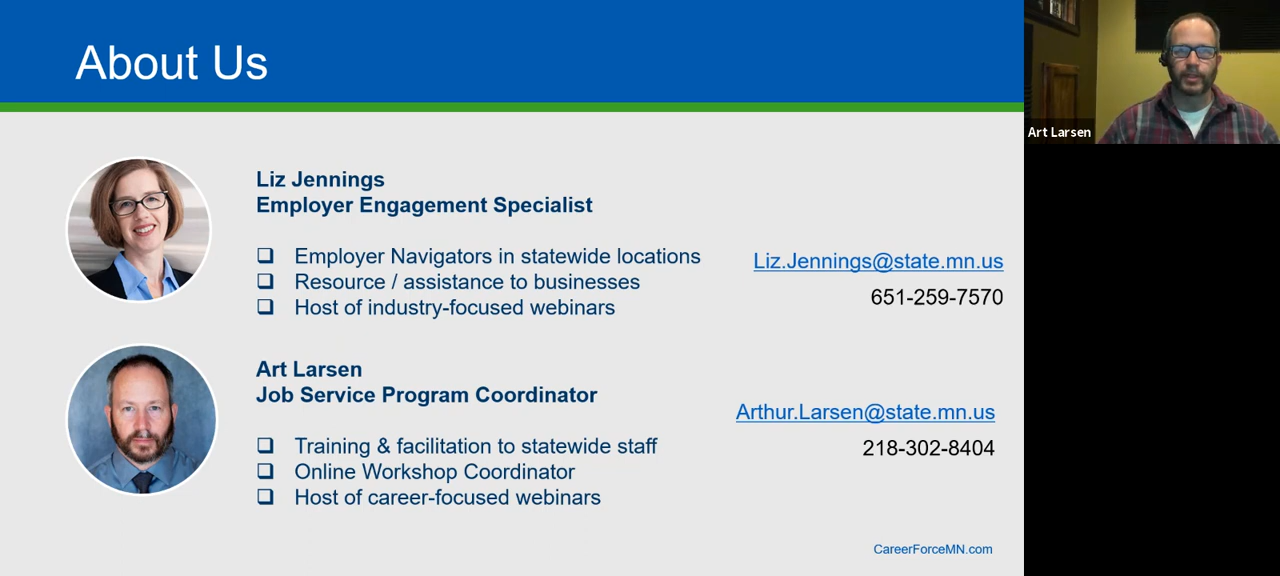 About Us
Liz Jennings
Employer Engagement Specialist
❑ Employer Navigators in statewide locations
❑ Resource / assistance to businesses
❑ Host of industry-focused webinars
Liz.Jennings@state.mn.us
651-259-7570
Art Larsen
Job Service Program Coordinator
❑ Training & facilitation to statewide staff
❑ Online Workshop Coordinator
❑ Host of career-focused webinars
Arthur.Larsen@state.mn.us
218-302-8404
CareerForceMN.com
Art Larsen